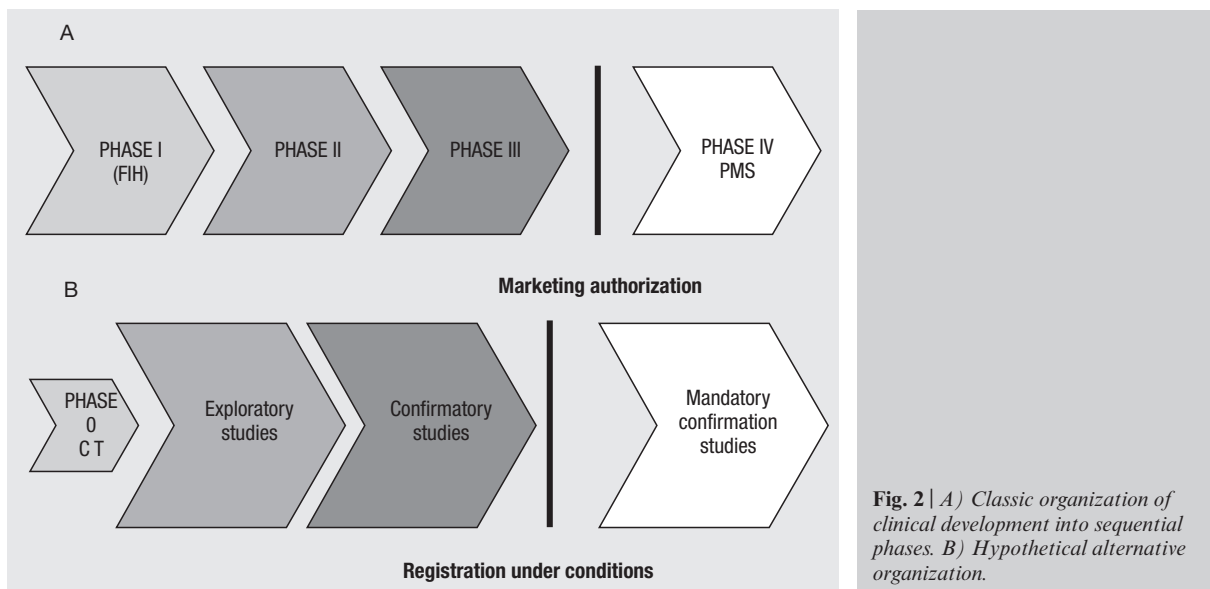 A
PHASE I
(FIH)
PHASE II
PHASE III
PHASE IV
PMS
Marketing authorization
B
PHASE
0
C T
Exploratory
studies
Confirmatory
studies
Mandatory
confirmation
studies
Registration under conditions
Fig. 2 | A) Classic organization of
clinical development into sequential
phases. B) Hypothetical alternative
organization.